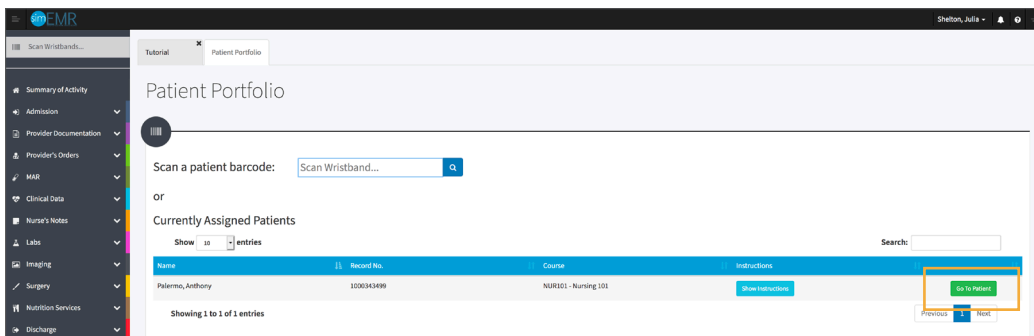 simEMR
Shelton, Julia
Scan Wristbands...
Tutorial
Patient Portfolio
Summary of Activity
Admission
Provider Documentation
Provider's Orders
MAR
Clinical Data
Nurse's Notes
Labs
Imaging
Surgery
Nutrition Services
Discharge
Patient Portfolio
Scan a patient barcode: Scan Wristband...
or
Currently Assigned Patients
Show 10 entries Search:
Name Record No. Course Instructions
Palermo, Anthony 1000343499 NUR101 - Nursing 101 Show Instructions Go To Patient
Showing 1 to 1 of 1 entries Previous 1 Next